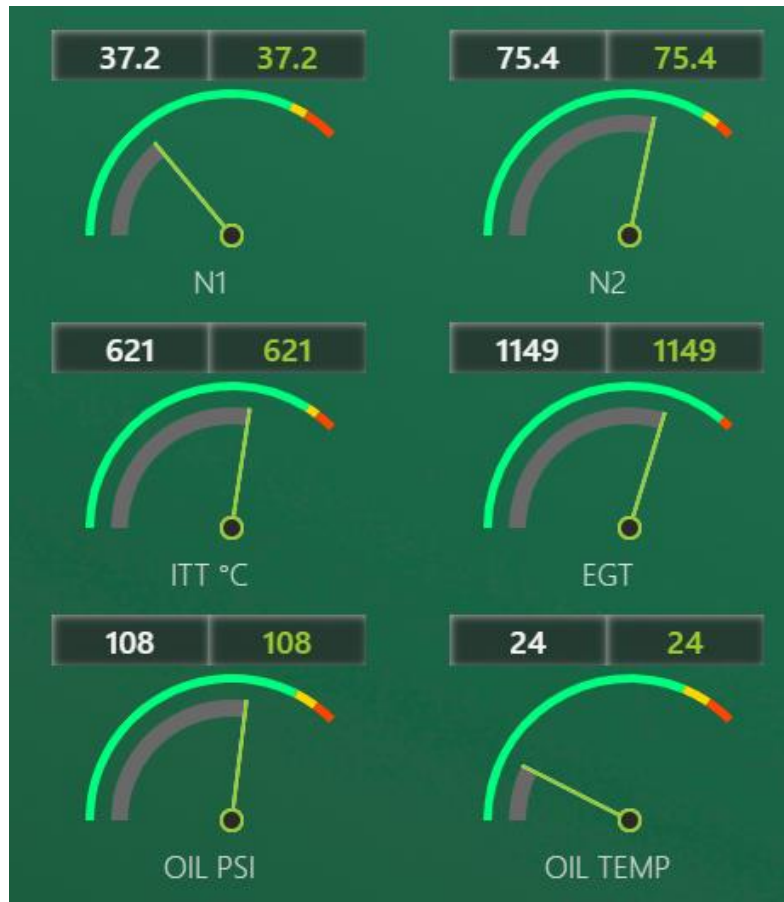 37.2 37.2 75.4 75.4
N1 N2
621 621 1149 1149
ITT °C EGT
108 108 24 24
OIL PSI OIL TEMP